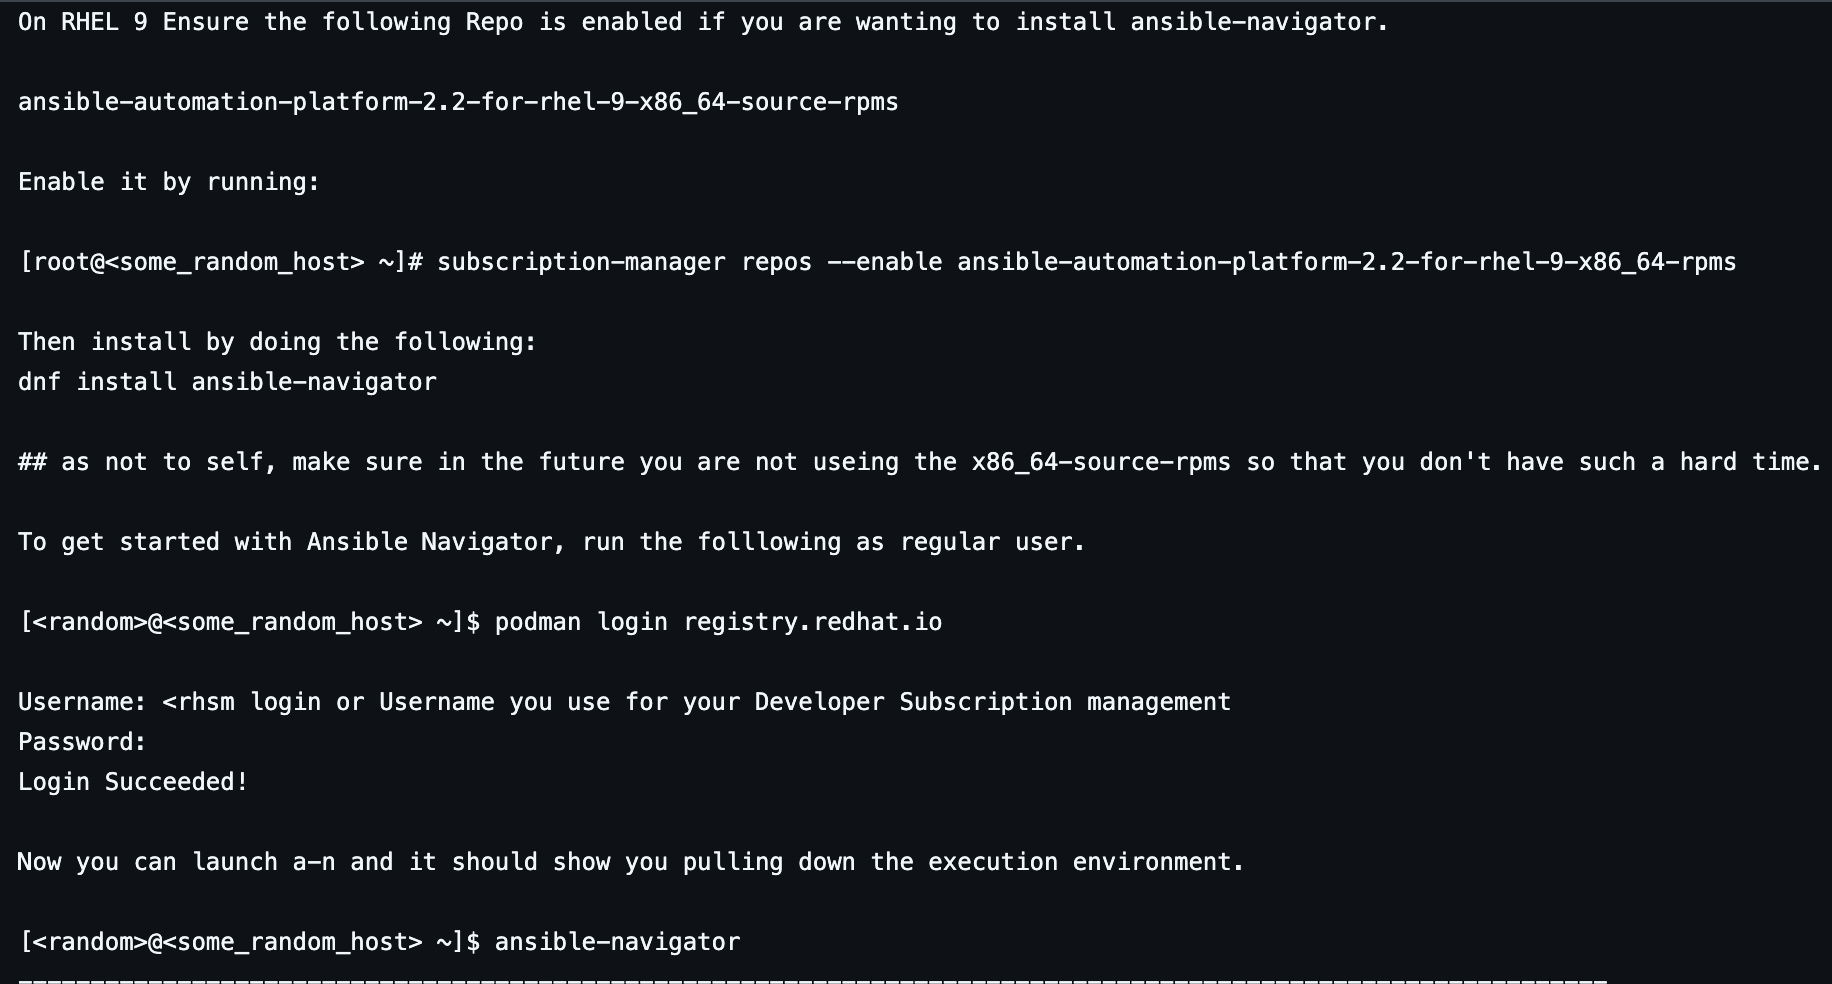 On RHEL 9 Ensure the following Repo is enabled if you are wanting to install ansible-navigator.
ansible-automation-platform-2.2-for-rhel-9-x86_64-source-rpms
Enable it by running:
[root@<some_random_host> ~]# subscription-manager repos --enable ansible-automation-platform-2.2-for-rhel-9-x86_64-rpms
Then install by doing the following:
dnf install ansible-navigator
## as not to self, make sure in the future you are not useing the x86_64-source-rpms so that you don't have such a hard time.
To get started with Ansible Navigator, run the folllowing as regular user.
[<random>@<some_random_host> ~]$ podman login registry.redhat.io
Username: <rhsm login or Username you use for your Developer Subscription management
Password:
Login Succeeded!
Now you can launch a-n and it should show you pulling down the execution environment.
[<random>@<some_random_host> ~]$ ansible-navigator